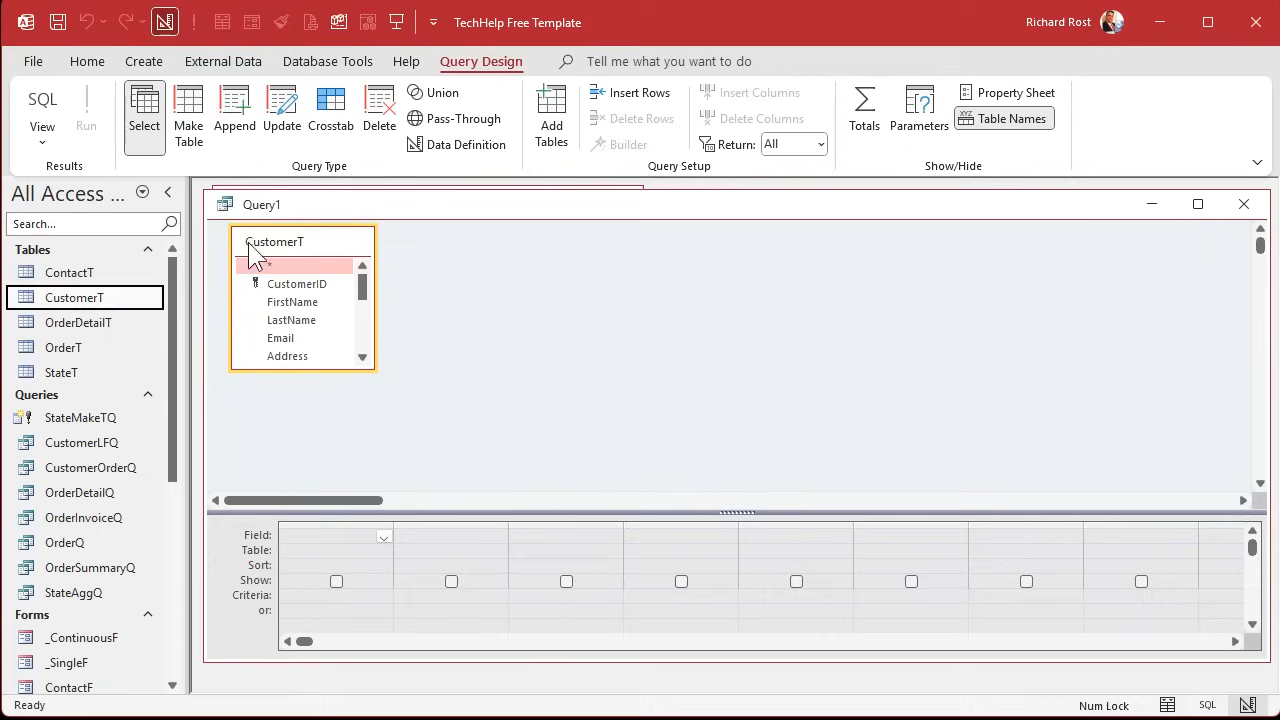 TechHelp Free Template
Richard Rost
File Home Create External Data Database Tools Help Query Design Tell me what you want to do
SQL
View
Run
Results
Select
Make
Table
Append
Update
Crosstab
Delete
Union
Pass-Through
Data Definition
Query Type
Add
Tables
Insert Rows
Delete Rows
Builder
Insert Columns
Delete Columns
Return: All
Query Setup
Totals
Parameters
Property Sheet
XYZ Table Names
Show/Hide
All Access ...
Search...
Tables
ContactT
CustomerT
OrderDetailT
OrderT
StateT
Queries
StateMakeTQ
CustomerLFQ
CustomerOrderQ
OrderDetailQ
OrderInvoiceQ
OrderQ
OrderSummaryQ
StateAggQ
Forms
_ContinuousF
_SingleF
ContactF
Query1
CustomerT
*
CustomerID
FirstName
LastName
Email
Address
Field:
Table:
Sort:
Show:
Criteria:
or:
Ready
Num Lock
SQL